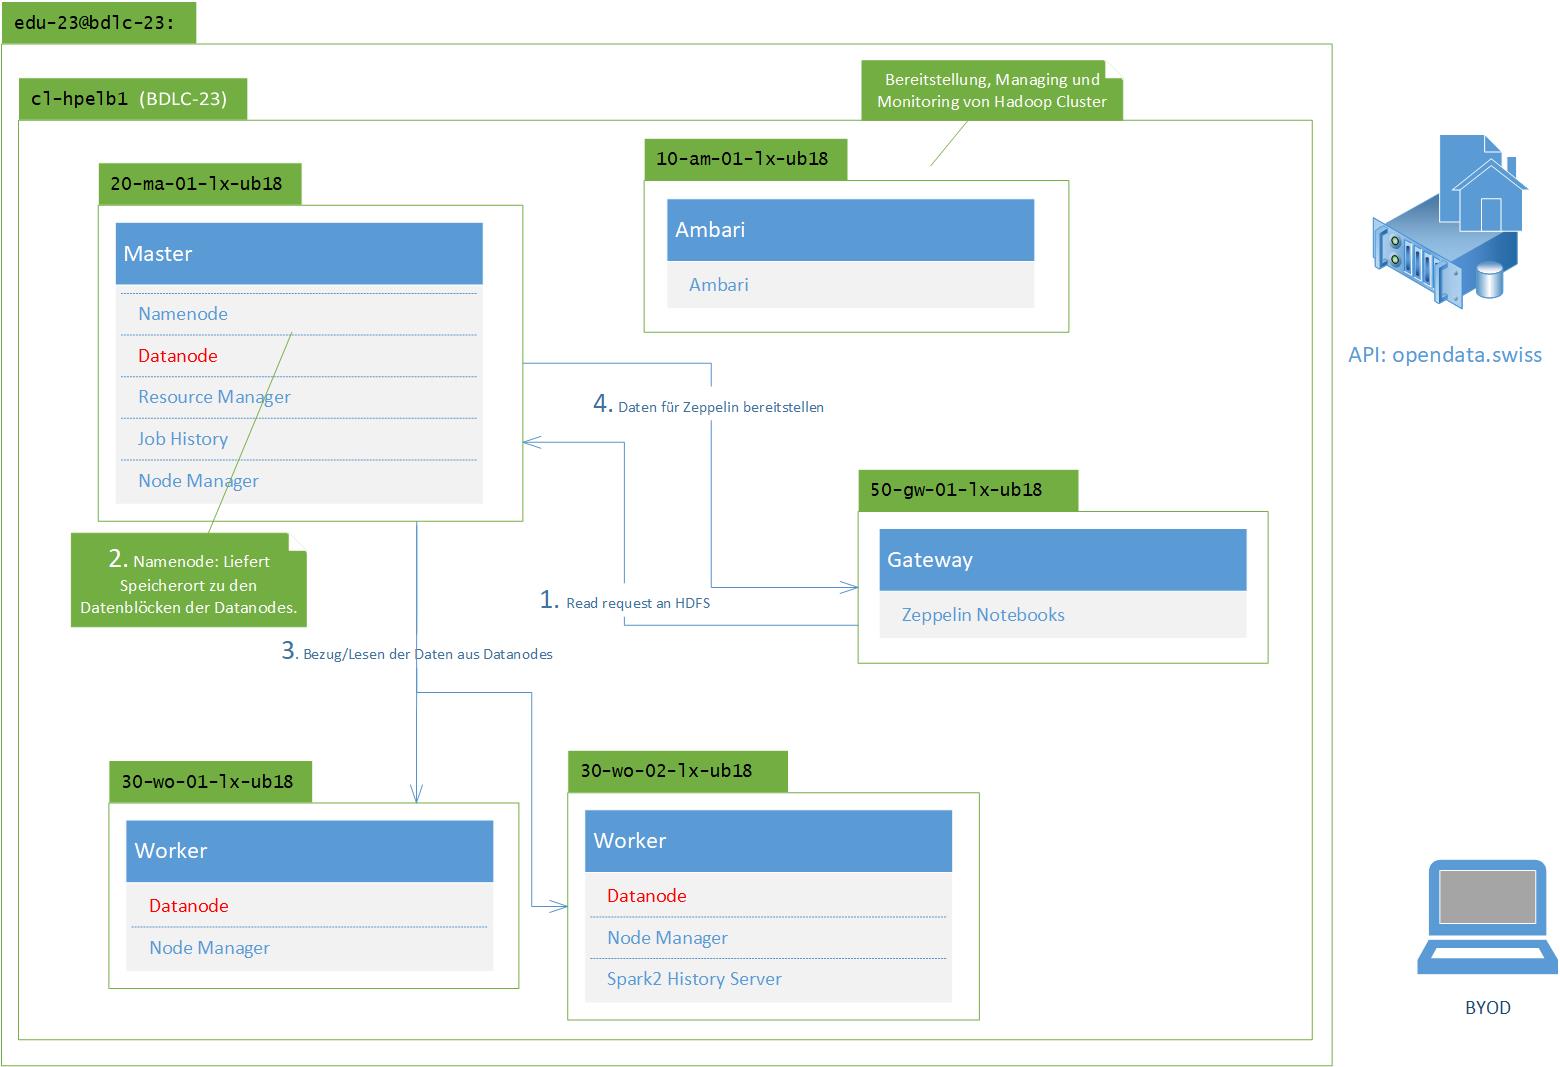 edu-23@bdlc-23:
cl-hpelb1 (BDLC-23)
Bereitstellung, Managing und
Monitoring von Hadoop Cluster
20-ma-01-lx-ub18
Master
Namenode
Datanode
Resource Manager
Job History
Node Manager
10-am-01-lx-ub18
Ambari
Ambari
API: opendata.swiss
4. Daten für Zeppelin bereitstellen
50-gw-01-lx-ub18
Gateway
Zeppelin Notebooks
2. Namenode: Liefert
Speicherort zu den
Datenblöcken der Datanodes.
1. Read request an HDFS
3. Bezug/Lesen der Daten aus Datanodes
30-wo-01-lx-ub18
Worker
Datanode
Node Manager
30-wo-02-lx-ub18
Worker
Datanode
Node Manager
Spark2 History Server
BYOD